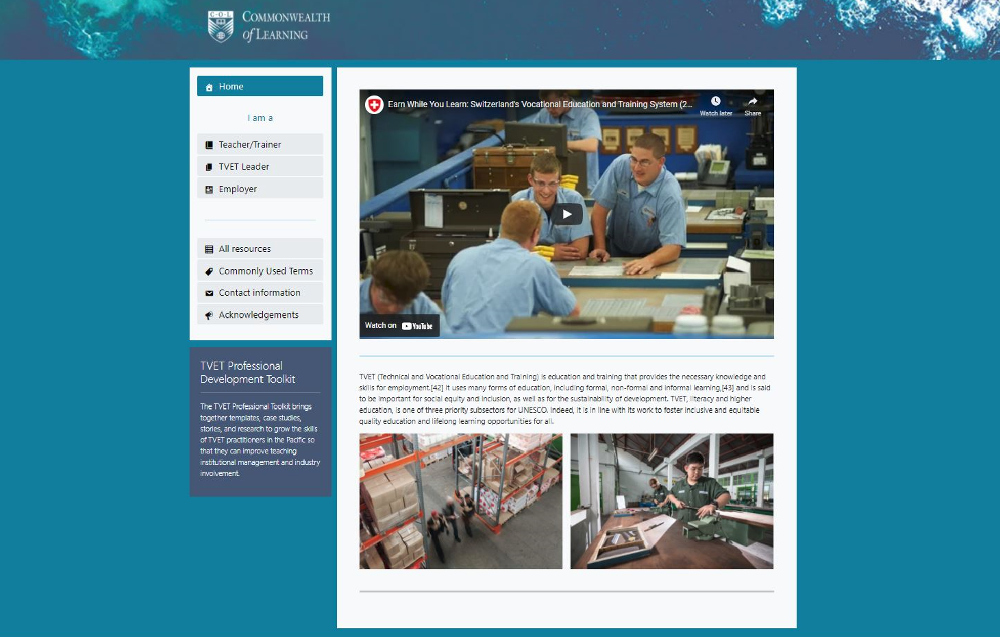 C·O·L
COMMONWEALTH
of LEARNING
Home
I am a
Teacher/Trainer
TVET Leader
Employer
All resources
Commonly Used Terms
Contact information
Acknowledgements
TVET Professional
Development Toolkit
The TVET Professional Toolkit brings
together templates, case studies,
stories, and research to grow the skills
of TVET practitioners in the Pacific so
that they can improve teaching
institutional management and industry
involvement.
Earn While You Learn: Switzerland's Vocational Education and Training System (2...
Watch later
Share
Watch on YouTube
TVET (Technical and Vocational Education and Training) is education and training that provides the necessary knowledge and
skills for employment.[42] It uses many forms of education, including formal, non-formal and informal learning,[43] and is said
to be important for social equity and inclusion, as well as for the sustainability of development. TVET, literacy and higher
education, is one of three priority subsectors for UNESCO. Indeed, it is in line with its work to foster inclusive and equitable
quality education and lifelong learning opportunities for all.